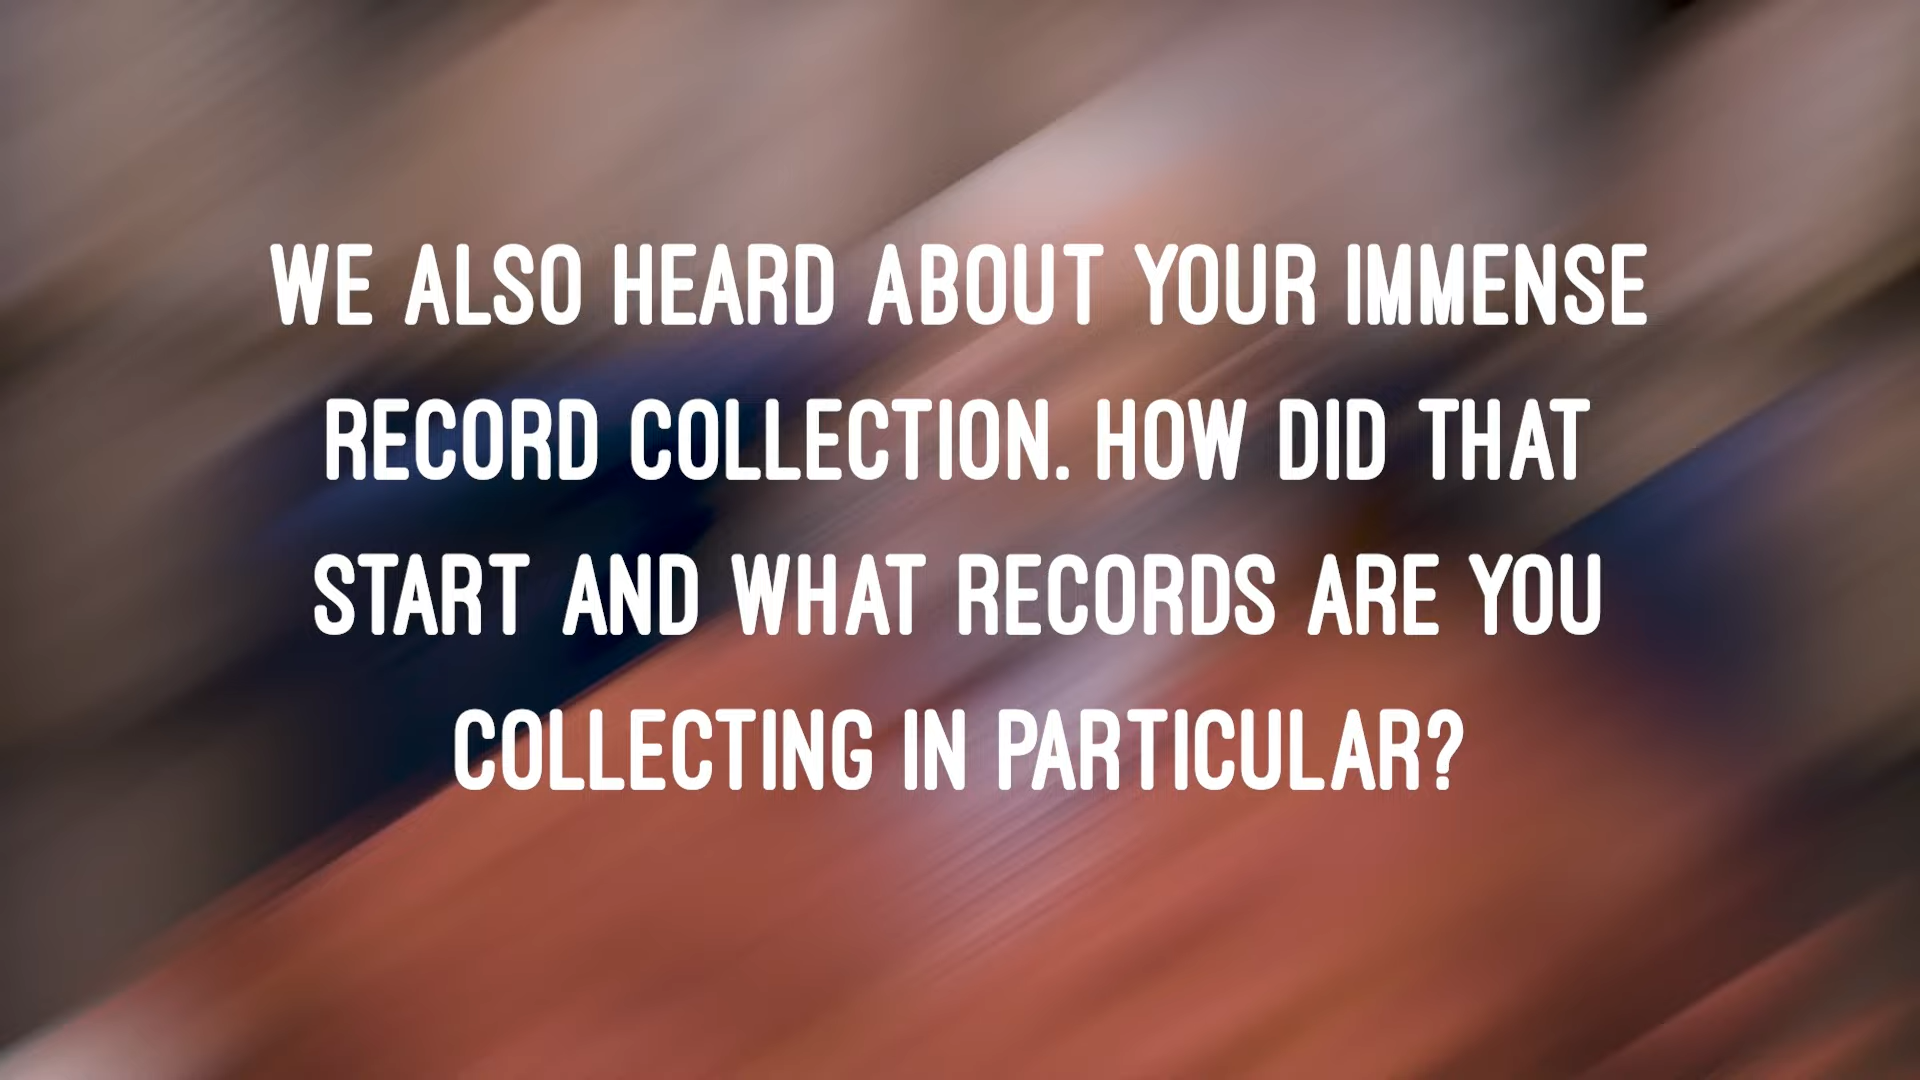 WE ALSO HEARD ABOUT YOUR IMMENSE
RECORD COLLECTION. HOW DID THAT
START AND WHAT RECORDS ARE YOU
COLLECTING IN PARTICULAR?